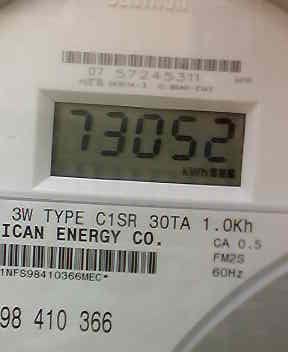 07 57245311
73052
kWh
3W TYPE C1SR 30TA 1.0Kh
ICAN ENERGY CO.
CA 0.5
FM2S
60Hz
1NFS98410366MEC*
98 410 366